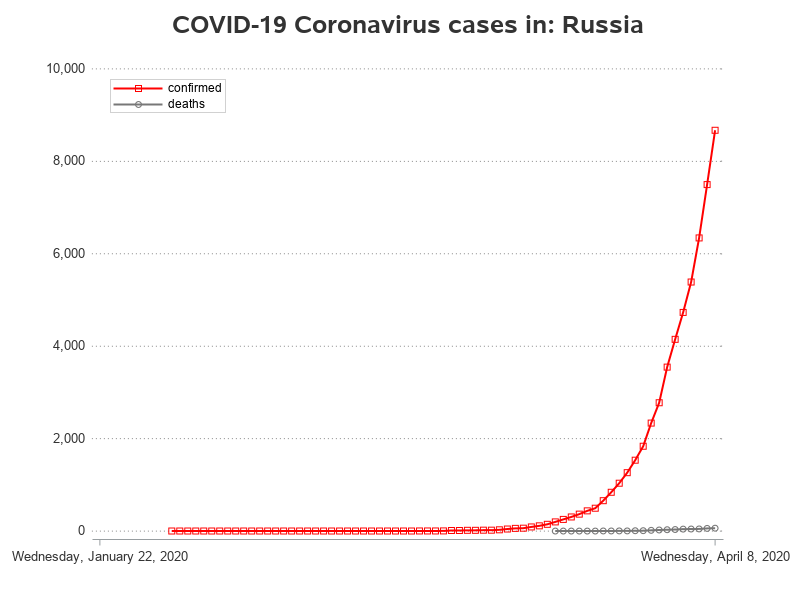 COVID-19 Coronavirus cases in: Russia
10,000
confirmed
deaths
8,000
6,000
4,000
2,000
0
Wednesday, January 22, 2020
Wednesday, April 8, 2020